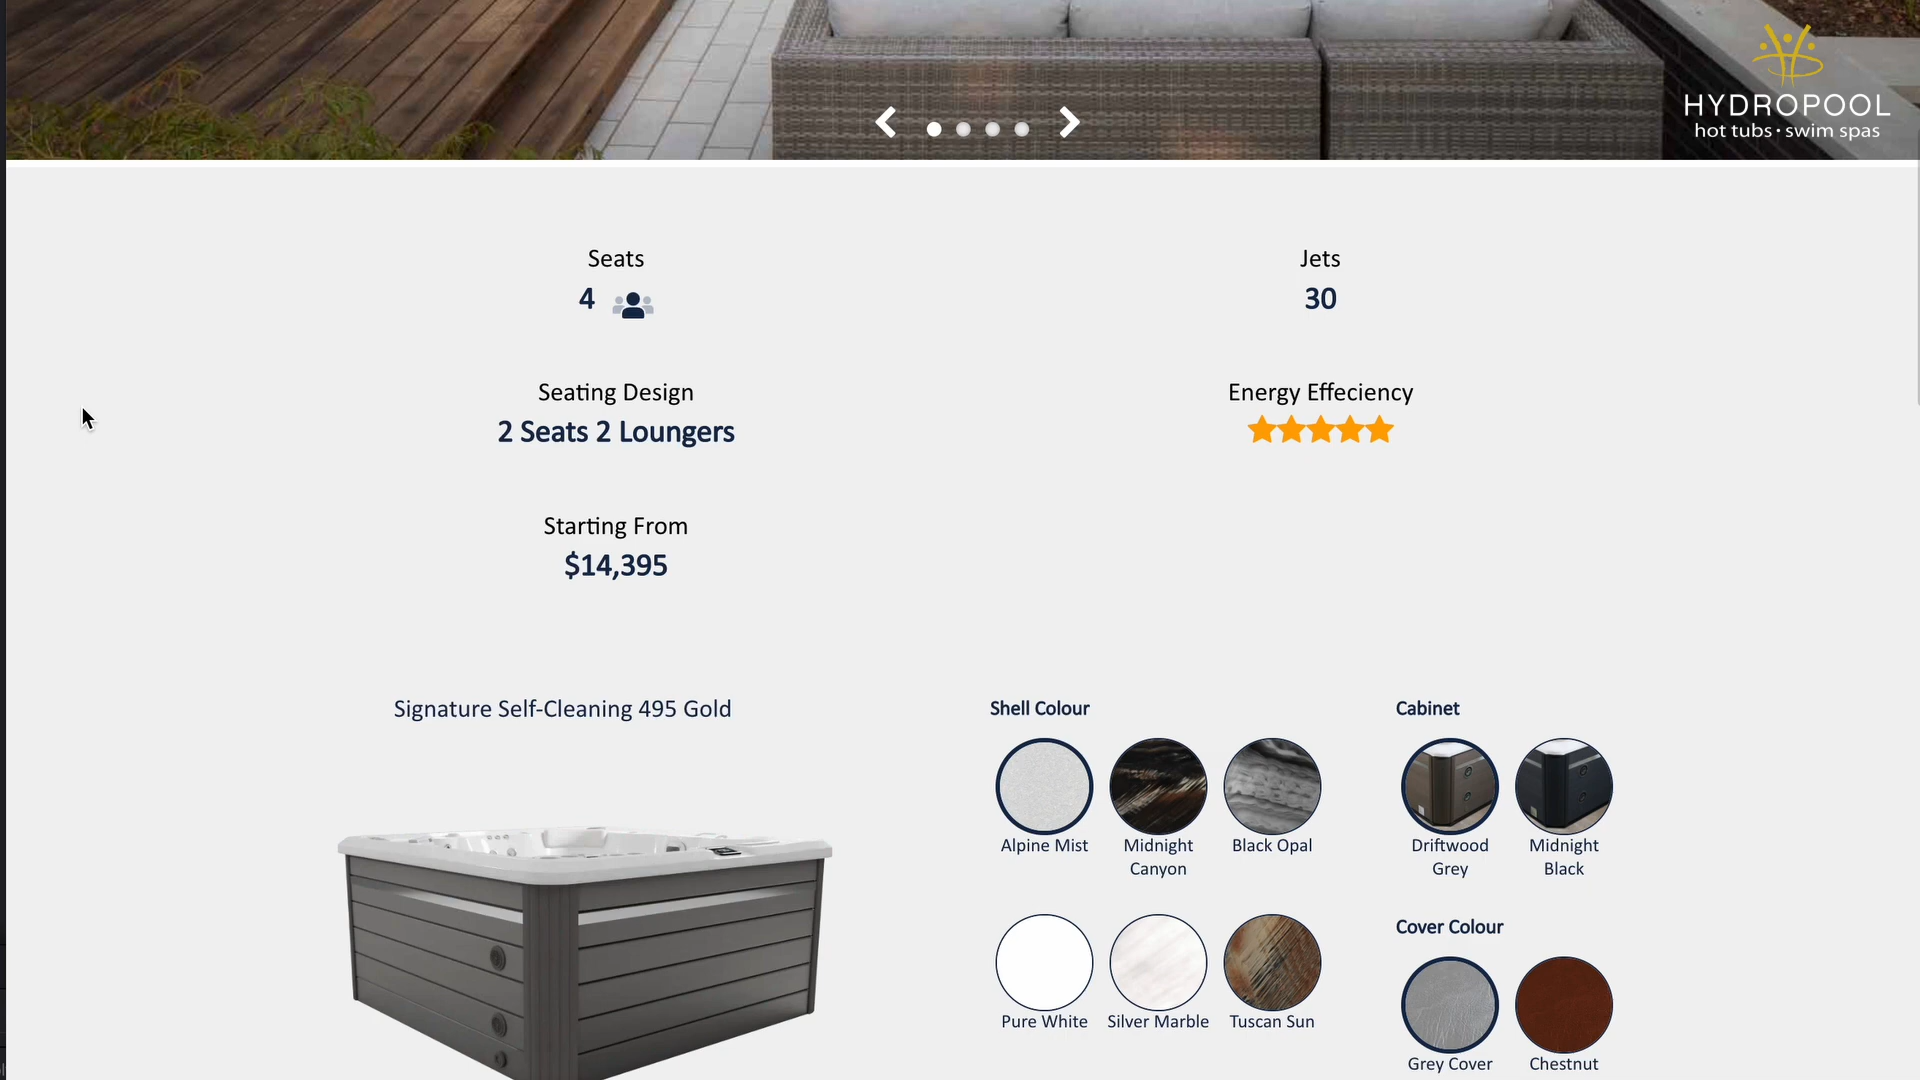 HYDROPOOL
hot tubs • swim spas
Seats
4
Jets
30
Seating Design
2 Seats 2 Loungers
Energy Effeciency
Starting From
$14,395
Signature Self-Cleaning 495 Gold
Shell Colour
Alpine Mist
Midnight
Canyon
Black Opal
Pure White
Silver Marble
Tuscan Sun
Cabinet
Driftwood
Grey
Midnight
Black
Cover Colour
Grey Cover
Chestnut